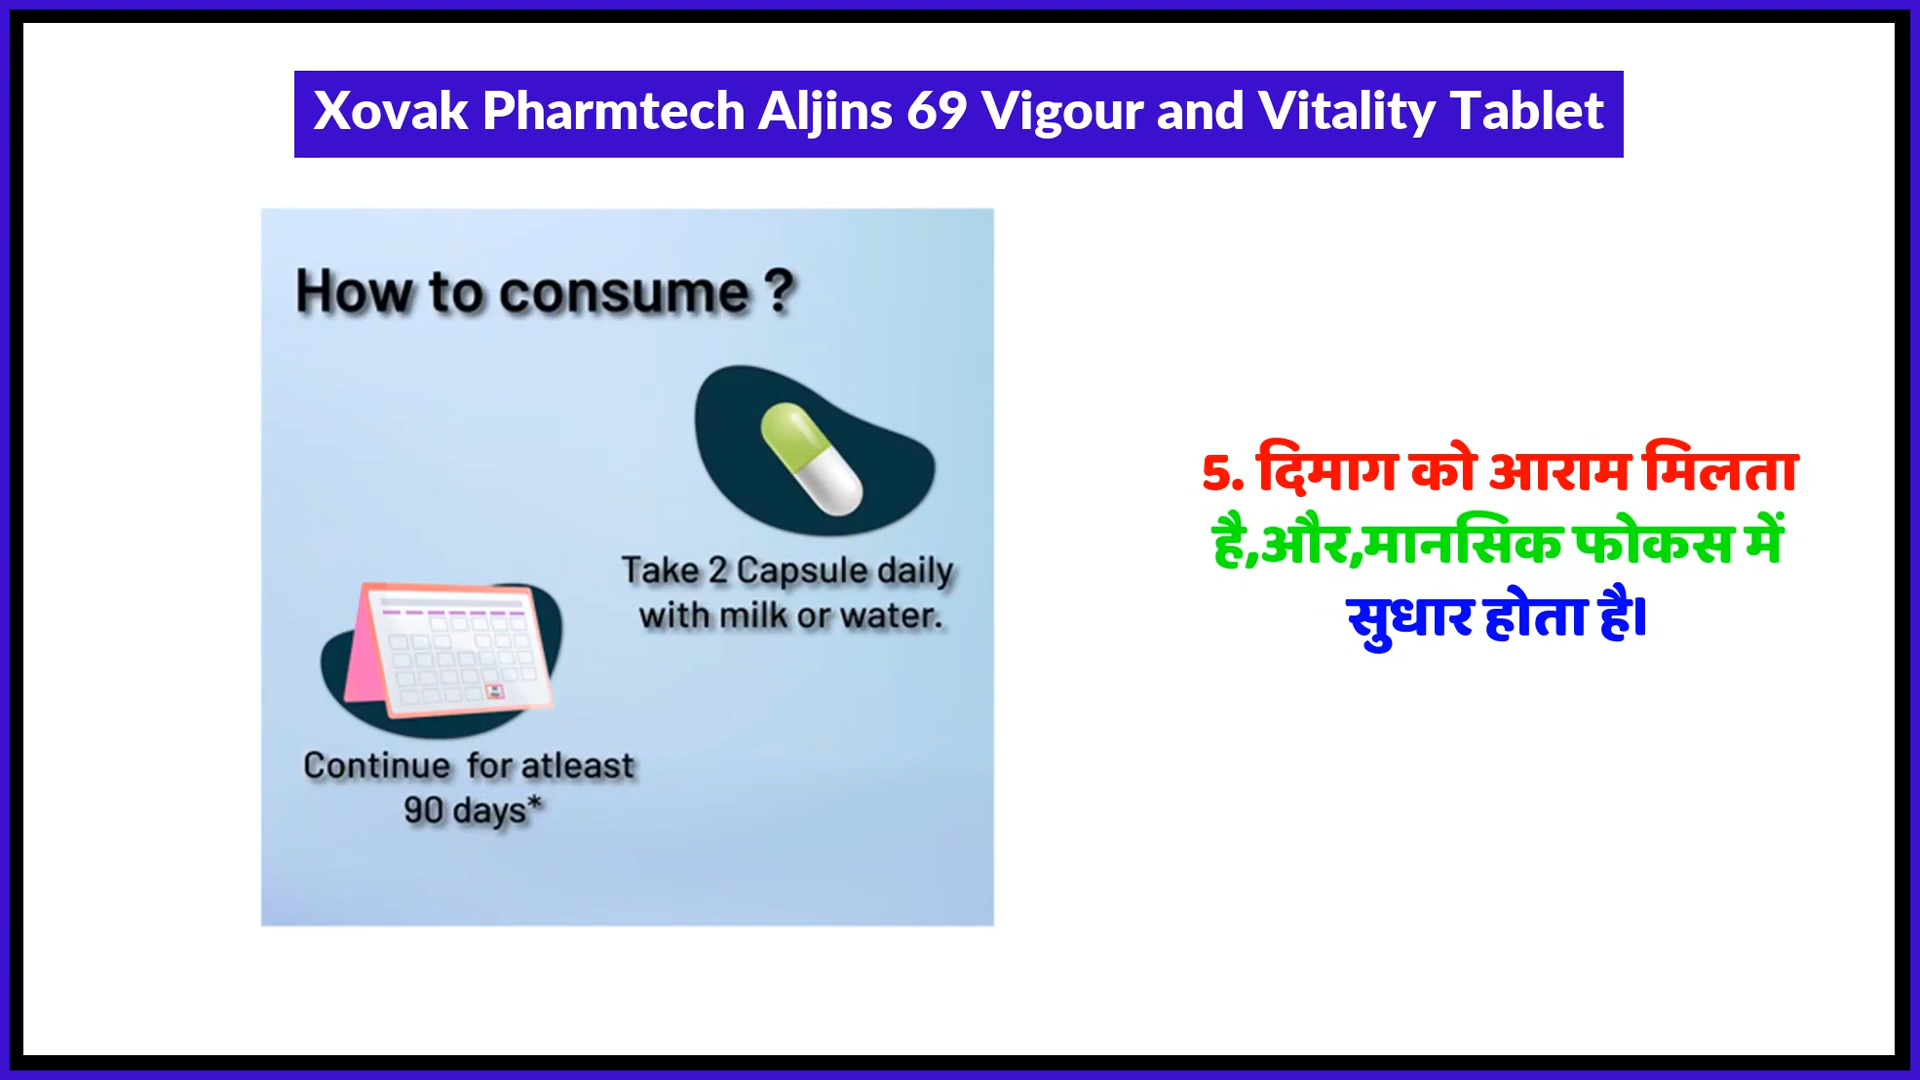 Xovak Pharmtech Aljins 69 Vigour and Vitality Tablet
How to consume ?
Take 2 Capsule daily
with milk or water.
Continue for atleast
90 days*
5. दिमाग को आराम मिलता
है,और,मानसिक फोकस में
सुधार होता है।